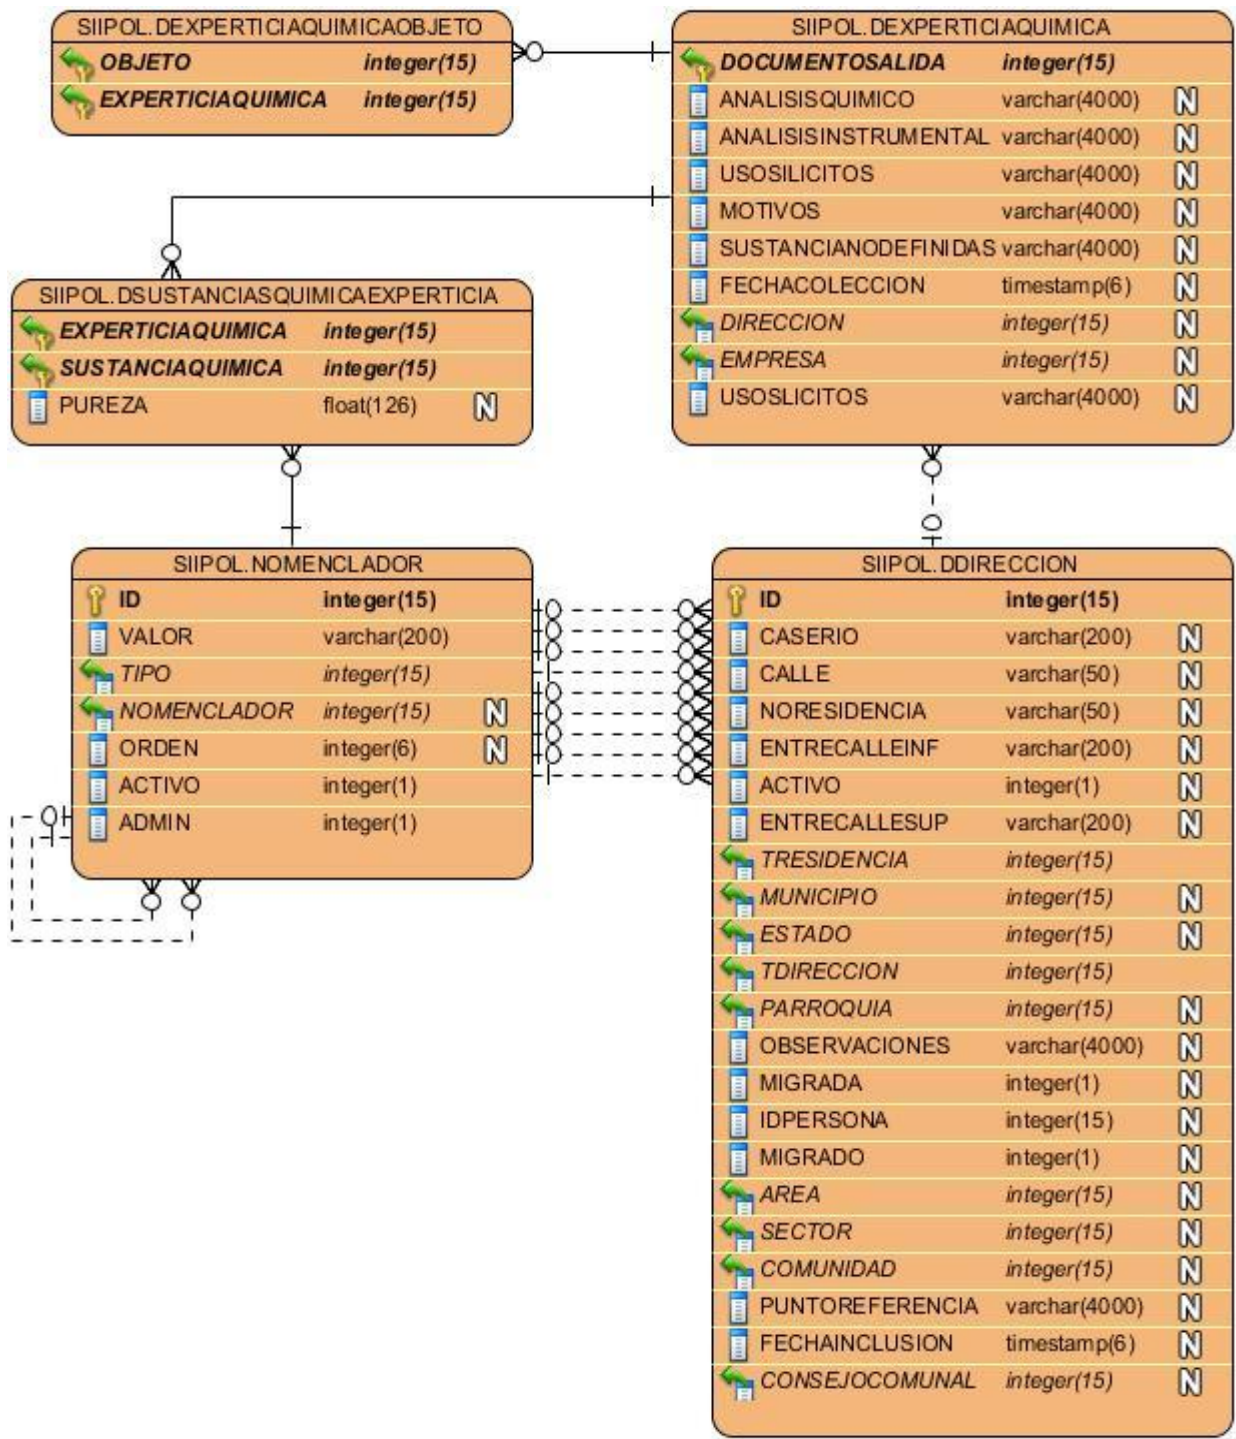 SIIPOL.DEXPERTICIAQUIMICAOBJETO
OBJETO integer(15)
EXPERTICIAQUIMICA integer(15)
SIIPOL.DEXPERTICIAQUIMICA
DOCUMENTOSALIDA integer(15)
ANALISISQUIMICO varchar(4000) N
ANALISISINSTRUMENTAL varchar(4000) N
USOSILICITOS varchar(4000) N
MOTIVOS varchar(4000) N
SUSTANCIANODEFINIDAS varchar(4000) N
FECHACOLECCION timestamp(6) N
DIRECCION integer(15) N
EMPRESA integer(15) N
USOSLICITOS varchar(4000) N
SIIPOL.DSUSTANCIASQUIMICAEXPERTICIA
EXPERTICIAQUIMICA integer(15)
SUSTANCIAQUIMICA integer(15)
PUREZA float(126) N
SIIPOL.NOMENCLADOR
ID integer(15)
VALOR varchar(200)
TIPO integer(15)
NOMENCLADOR integer(15) N
ORDEN integer(6) N
ACTIVO integer(1)
ADMIN integer(1)
SIIPOL.DDIRECCION
ID integer(15)
CASERIO varchar(200) N
CALLE varchar(50) N
NORESIDENCIA varchar(50) N
ENTRECALLEINF varchar(200) N
ACTIVO integer(1) N
ENTRECALLESUP varchar(200) N
TRESIDENCIA integer(15)
MUNICIPIO integer(15) N
ESTADO integer(15) N
TDIRECCION integer(15)
PARROQUIA integer(15) N
OBSERVACIONES varchar(4000) N
MIGRADA integer(1) N
IDPERSONA integer(15) N
MIGRADO integer(1) N
AREA integer(15) N
SECTOR integer(15) N
COMUNIDAD integer(15) N
PUNTOREFERENCIA varchar(4000) N
FECHAINCLUSION timestamp(6) N
CONSEJOCOMUNAL integer(15) N